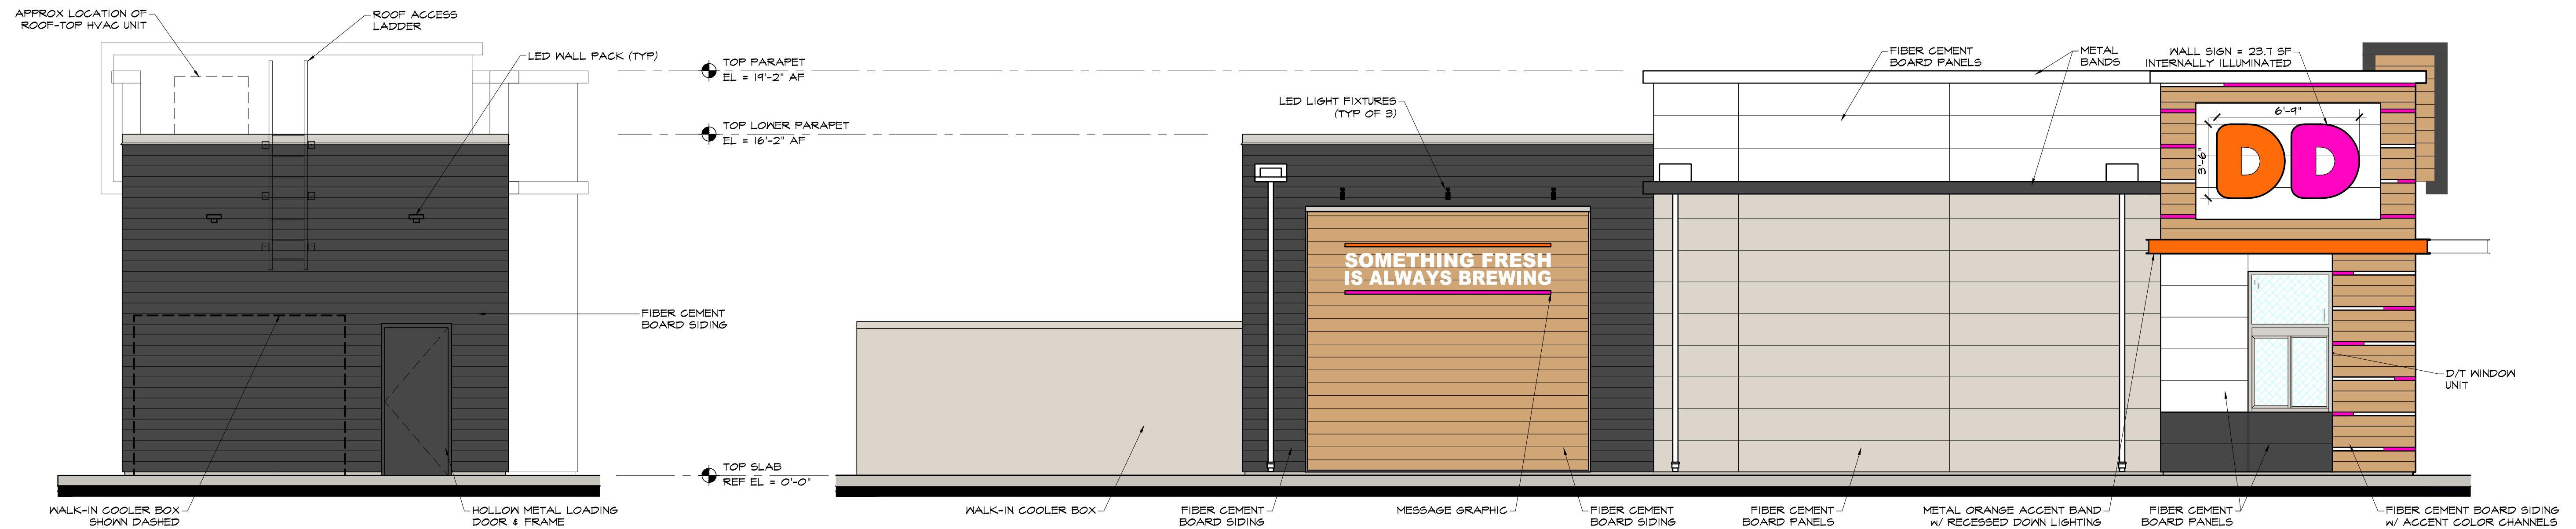 APPROX LOCATION OF
ROOF-TOP HVAC UNIT
ROOF ACCESS
LADDER
LED WALL PACK (TYP)
FIBER CEMENT
BOARD SIDING
WALK-IN COOLER BOX
SHOWN DASHED
HOLLOW METAL LOADING
DOOR & FRAME
TOP PARAPET
EL = 19'-2" AF
TOP LOWER PARAPET
EL = 16'-2" AF
TOP SLAB
REF EL = 0'-0"
LED LIGHT FIXTURES
(TYP OF 3)
FIBER CEMENT
BOARD PANELS
METAL
BANDS
WALL SIGN = 23.7 SF
INTERNALLY ILLUMINATED
6'-9"
3'-6"
DD
SOMETHING FRESH
IS ALWAYS BREWING
D/T WINDOW
UNIT
WALK-IN COOLER BOX
FIBER CEMENT
BOARD SIDING
MESSAGE GRAPHIC
FIBER CEMENT
BOARD SIDING
FIBER CEMENT
BOARD PANELS
METAL ORANGE ACCENT BAND
W/ RECESSED DOWN LIGHTING
FIBER CEMENT
BOARD PANELS
FIBER CEMENT BOARD SIDING
W/ ACCENT COLOR CHANNELS